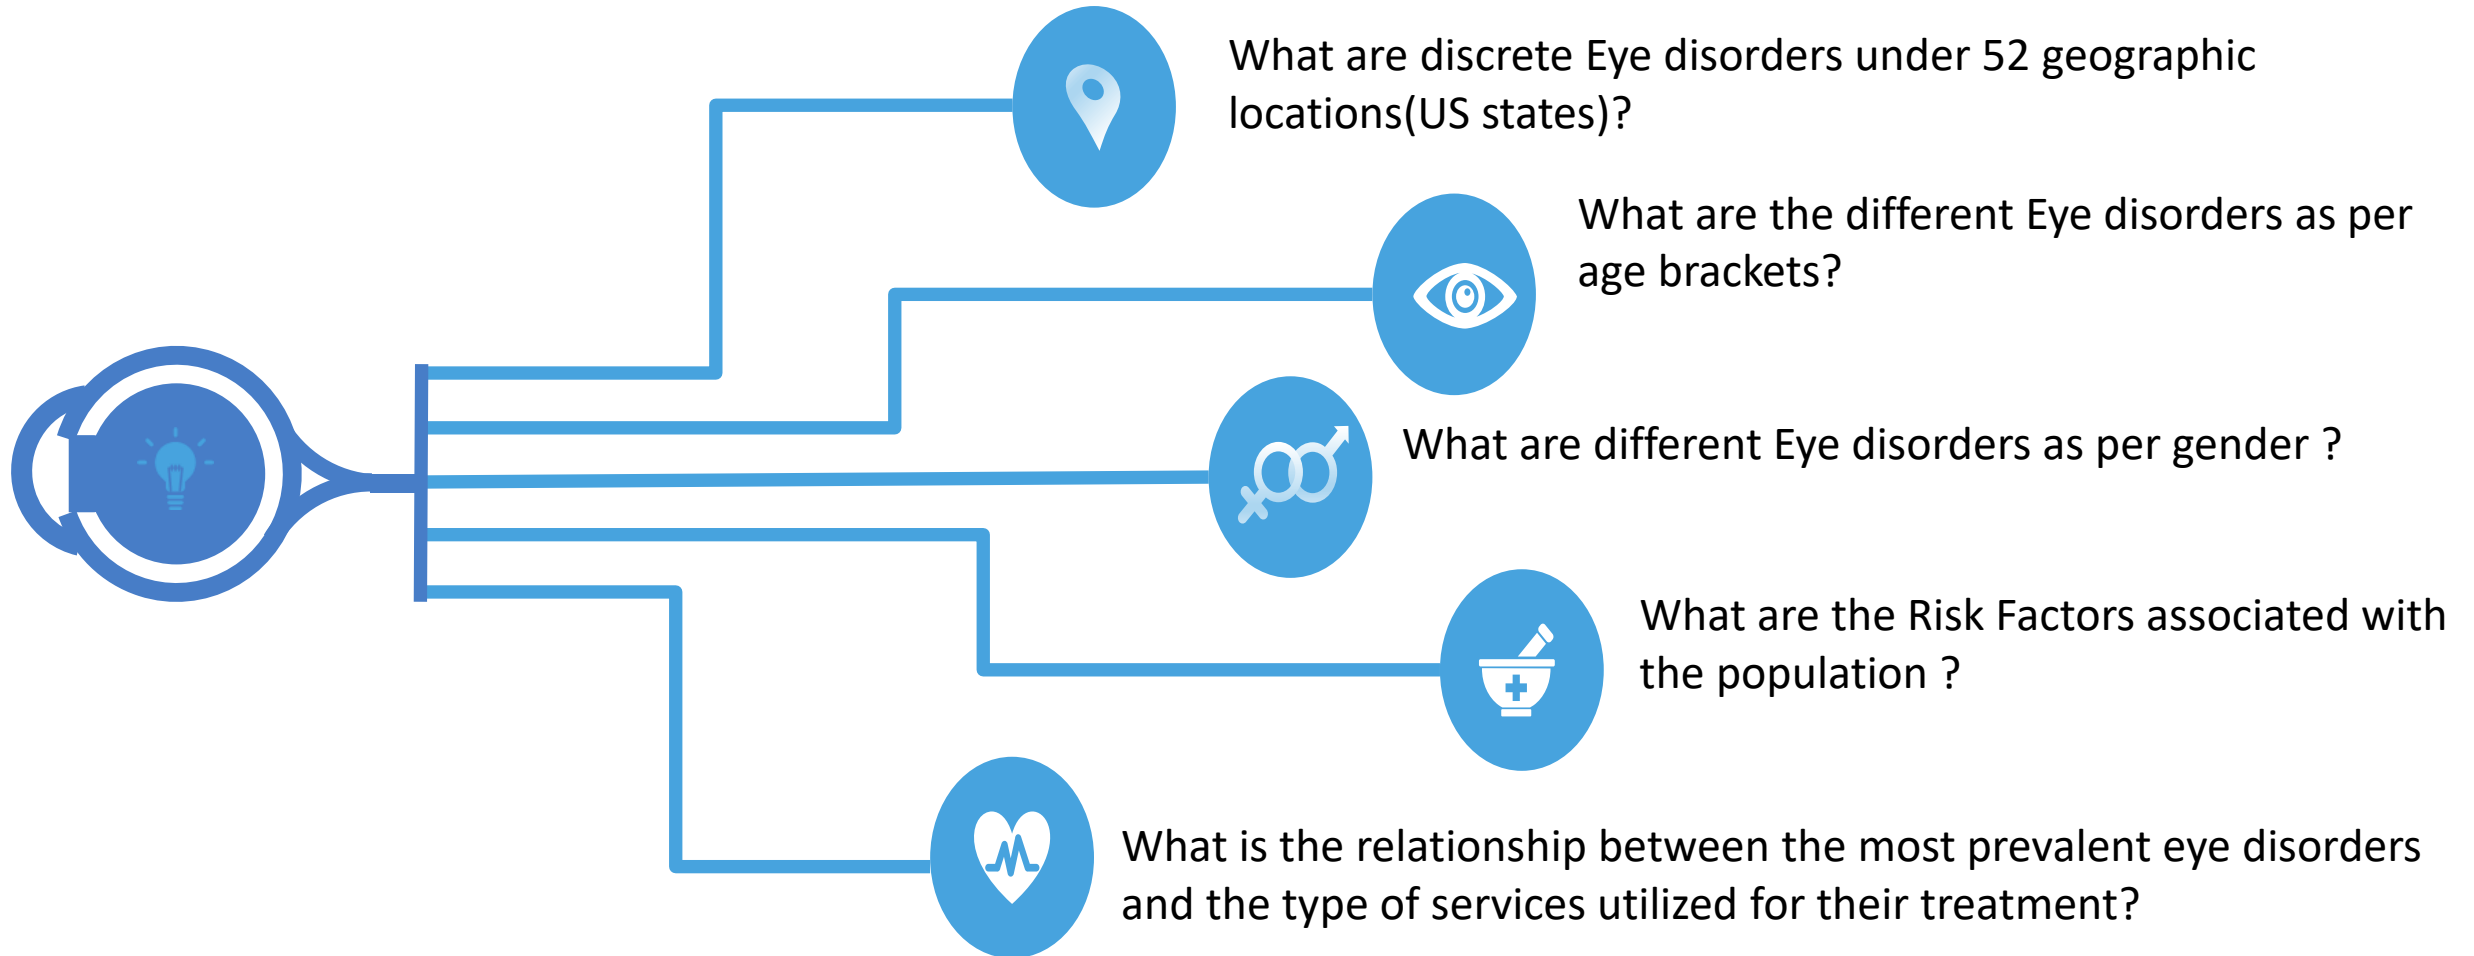 What are discrete Eye disorders under 52 geographic
locations(US states)?
What are the different Eye disorders as per
age brackets?
What are different Eye disorders as per gender ?
What are the Risk Factors associated with
the population ?
What is the relationship between the most prevalent eye disorders
and the type of services utilized for their treatment?